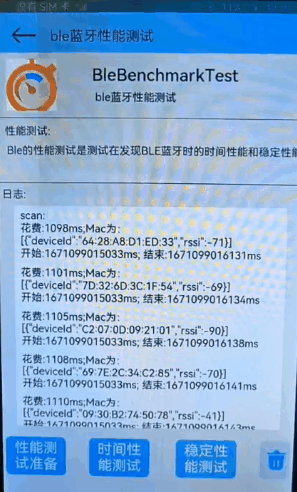 没有 SIM 卡
ble蓝牙性能测试
BleBenchmarkTest
ble蓝牙性能测试
性能测试:
Ble的性能测试是测试在发现BLE蓝牙时的时间性能和稳定性能
日志:
scan:
花费:1098ms;Mac为:
[{"deviceId":"64:28:A8:D1:ED:33","rssi":-71}]
开始:1671099015033ms; 结束:1671099016131ms
花费:1101ms;Mac为:
[{"deviceId":"7D:32:6D:3C:1F:54","rssi":-69}]
开始:1671099015033ms; 结束:1671099016134ms
花费:1105ms;Mac为:
[{"deviceId":"C2:07:0D:09:21:01","rssi":-90}]
开始:1671099015033ms; 结束:1671099016138ms
花费:1108ms;Mac为:
[{"deviceId":"69:7E:2C:34:C2:85","rssi":-70}]
开始:1671099015033ms; 结束:1671099016141ms
花费:1110ms;Mac为:
[{"deviceId":"09:30:B2:74:50:78","rssi":-41}]
开始:1671099015033ms; 结束:1671099016143ms
性能测试准备
时间性能测试
稳定性能测试